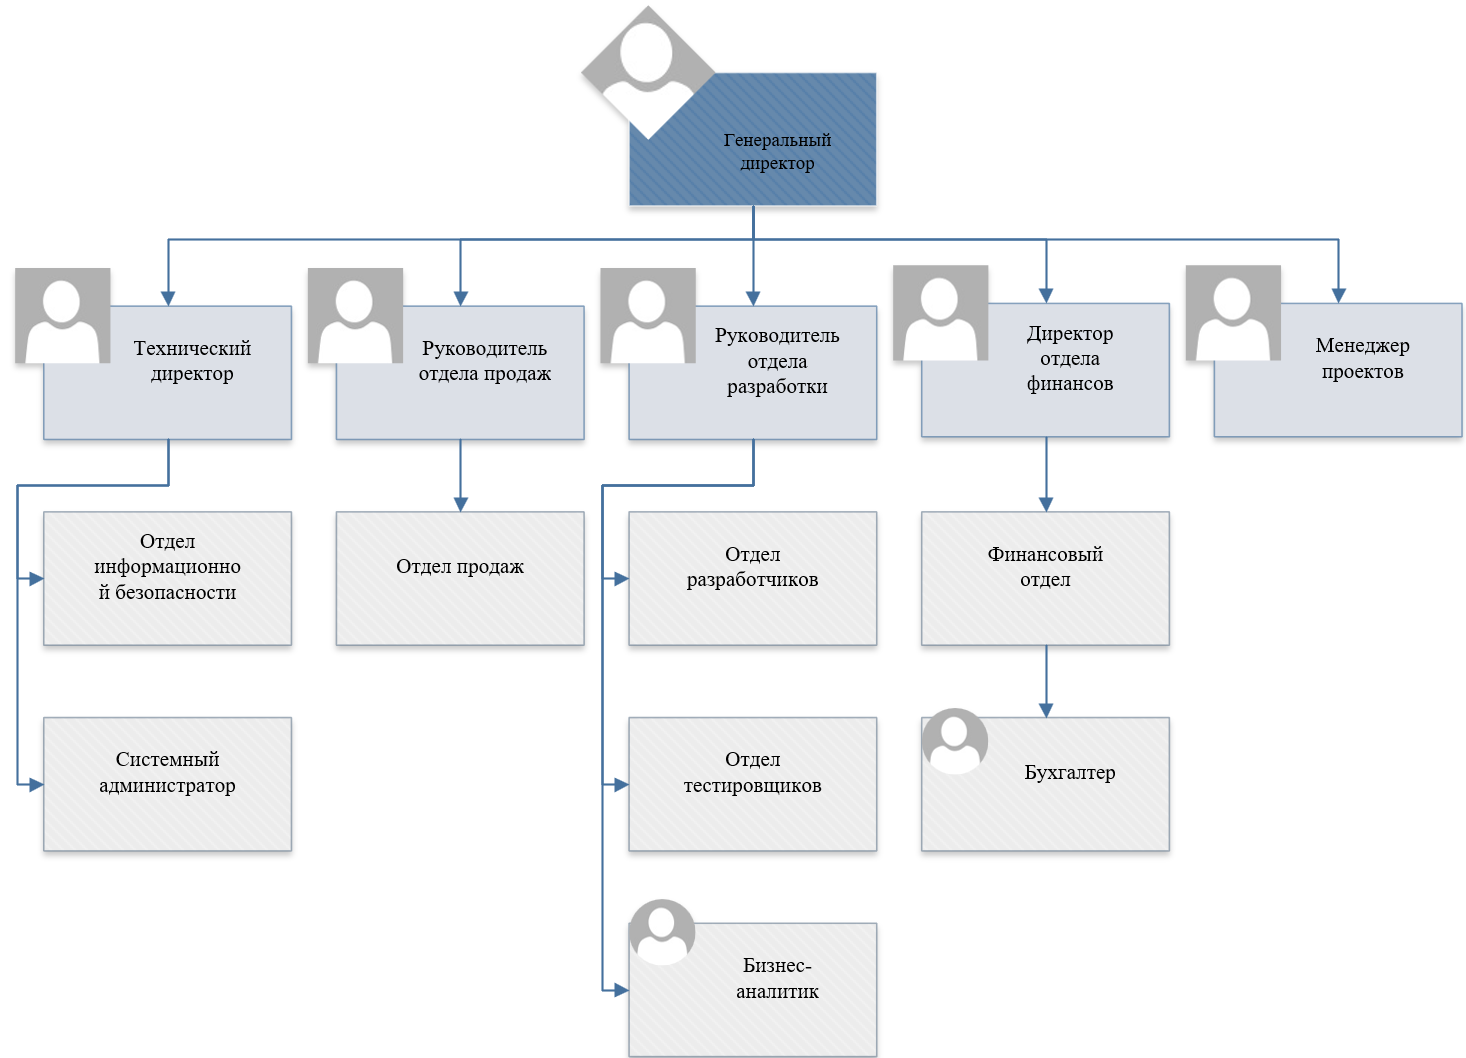 Генеральный
директор
Технический
директор
Руководитель
отдела продаж
Руководитель
отдела
разработки
Директор
отдела
финансов
Менеджер
проектов
Отдел
информационно
й безопасности
Отдел продаж
Отдел
разработчиков
Финансовый
отдел
Системный
администратор
Отдел
тестировщиков
Бухгалтер
Бизнес-
аналитик